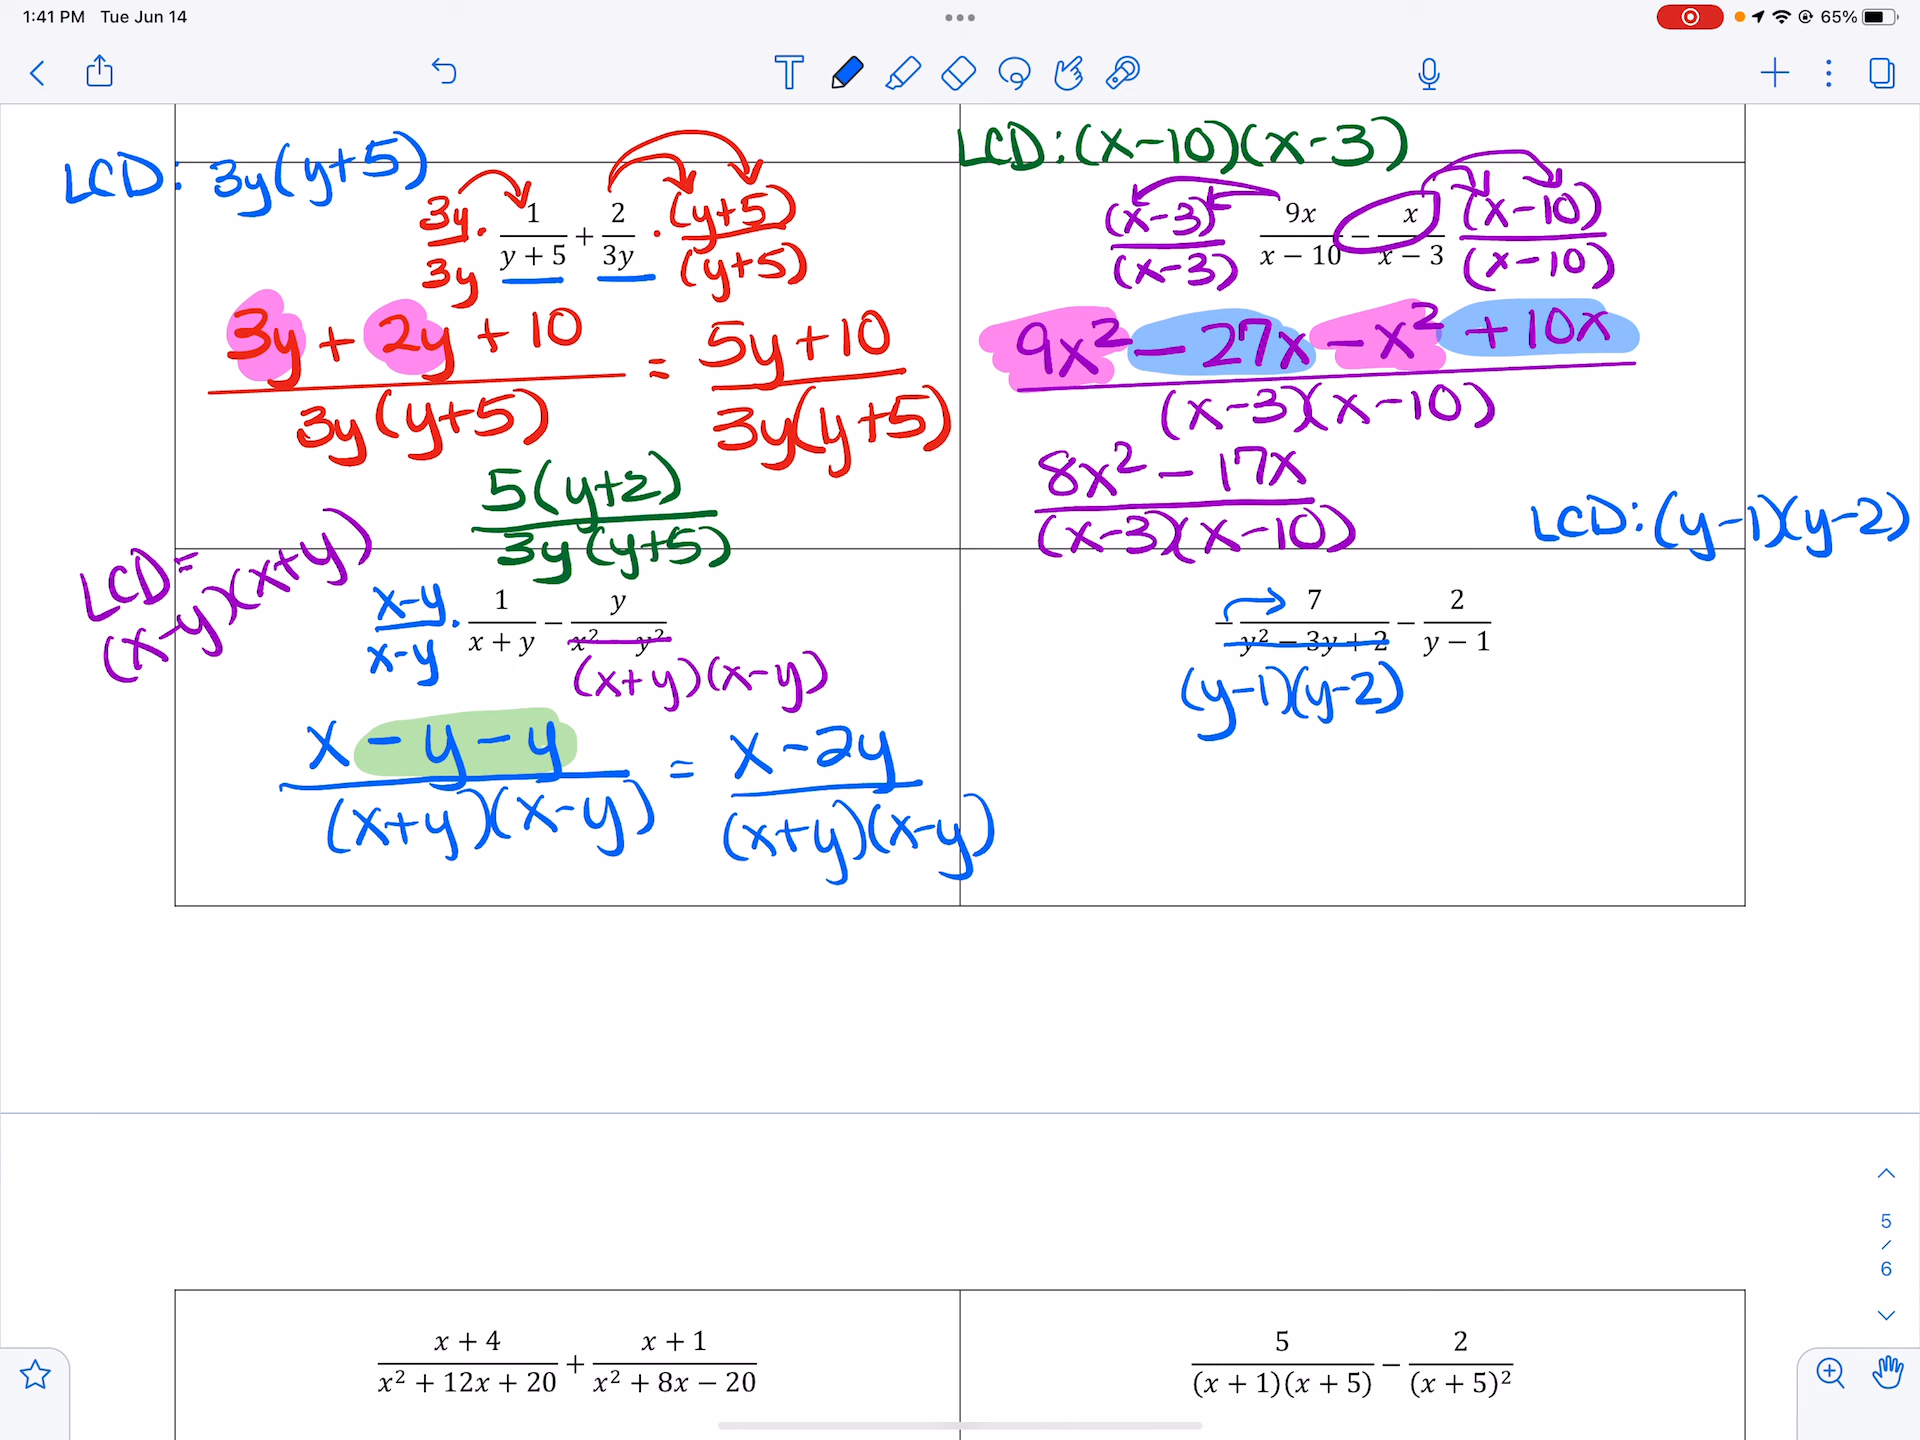 1:41 PM Tue Jun 14
65%
LCD: 3y(y+5)
3y/3y · 1/(y + 5) + 2/3y · (y+5)/(y+5)
(3y + 2y + 10)/(3y(y+5)) = (5y+10)/(3y(y+5))
5(y+2)/(3y(y+5))
LCD: (x-10)(x-3)
(x-3)/(x-3) 9x/(x − 10) − x/(x − 3) (x-10)/(x-10)
(9x² - 27x - x² + 10x)/((x-3)(x-10))
(8x² - 17x)/((x-3)(x-10))
LCD=
(x-y)(x+y)
(x-y)/(x-y) · 1/(x + y) − y/(x² − y²)
(x+y)(x-y)
(x - y - y)/((x+y)(x-y)) = (x-2y)/((x+y)(x-y))
LCD: (y-1)(y-2)
− 7/(y² − 3y + 2) − 2/(y − 1)
(y-1)(y-2)
5
/
6
(x + 4)/(x² + 12x + 20) + (x + 1)/(x² + 8x − 20)
5/((x + 1)(x + 5)) − 2/(x + 5)²